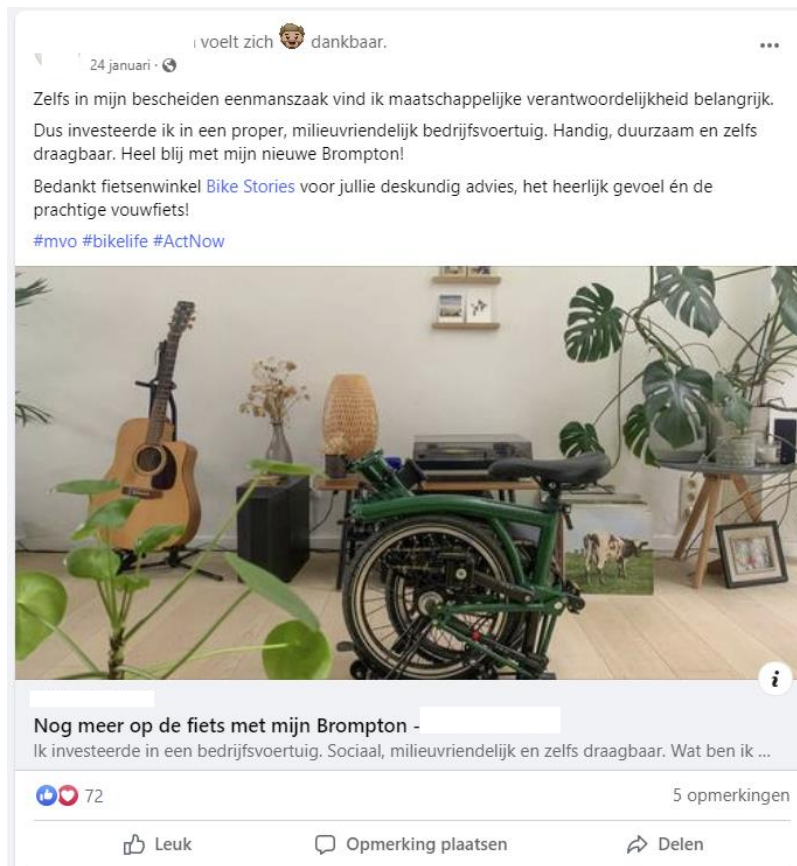 voelt zich dankbaar.
24 januari ·
Zelfs in mijn bescheiden eenmanszaak vind ik maatschappelijke verantwoordelijkheid belangrijk.
Dus investeerde ik in een proper, milieuvriendelijk bedrijfsvoertuig. Handig, duurzaam en zelfs
draagbaar. Heel blij met mijn nieuwe Brompton!
Bedankt fietsenwinkel Bike Stories voor jullie deskundig advies, het heerlijk gevoel én de
prachtige vouwfiets!
#mvo #bikelife #ActNow
Nog meer op de fiets met mijn Brompton -
Ik investeerde in een bedrijfsvoertuig. Sociaal, milieuvriendelijk en zelfs draagbaar. Wat ben ik ...
72
5 opmerkingen
Leuk
Opmerking plaatsen
Delen